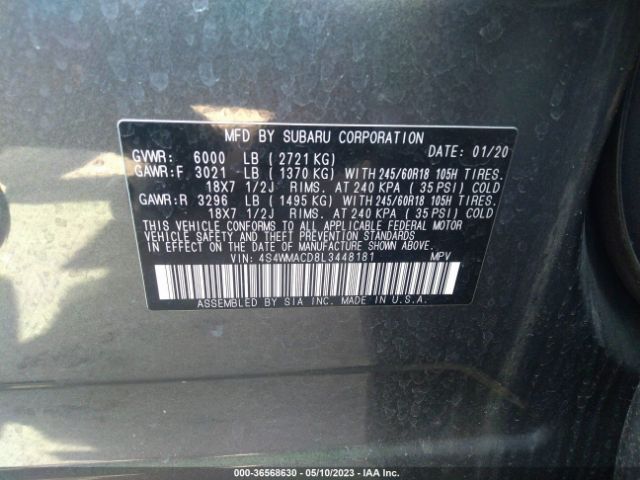 MFD BY SUBARU CORPORATION
GVWR: 6000 LB ( 2721 KG) DATE: 01/20
GAWR:F 3021 LB ( 1370 KG) WITH 245/60R18 105H TIRES.
18X7 1/2J RIMS. AT 240 KPA ( 35 PSI) COLD
GAWR:R 3296 LB ( 1495 KG) WITH 245/60R18 105H TIRES.
18X7 1/2J RIMS. AT 240 KPA ( 35 PSI) COLD
THIS VEHICLE CONFORMS TO ALL APPLICABLE FEDERAL MOTOR
VEHICLE SAFETY AND THEFT PREVENTION STANDARDS
IN EFFECT ON THE DATE OF MANUFACTURE SHOWN ABOVE.
VIN: 4S4WMACD8L3448181 MPV
ASSEMBLED BY SIA INC. MADE IN U.S.A.
000-36568630 - 05/10/2023 - IAA Inc.